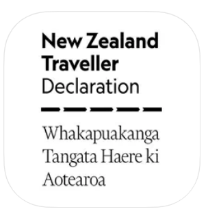 New Zealand
Traveller
Declaration
Whakapuakanga
Tangata Haere ki
Aotearoa